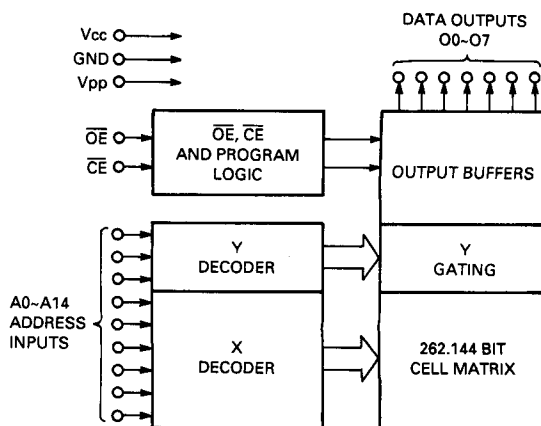 DATA OUTPUTS
O0~O7
Vcc
GND
Vpp
OE
CE
OE, CE
AND PROGRAM
LOGIC
OUTPUT BUFFERS
Y
DECODER
Y
GATING
A0~A14
ADDRESS
INPUTS
X
DECODER
262.144 BIT
CELL MATRIX